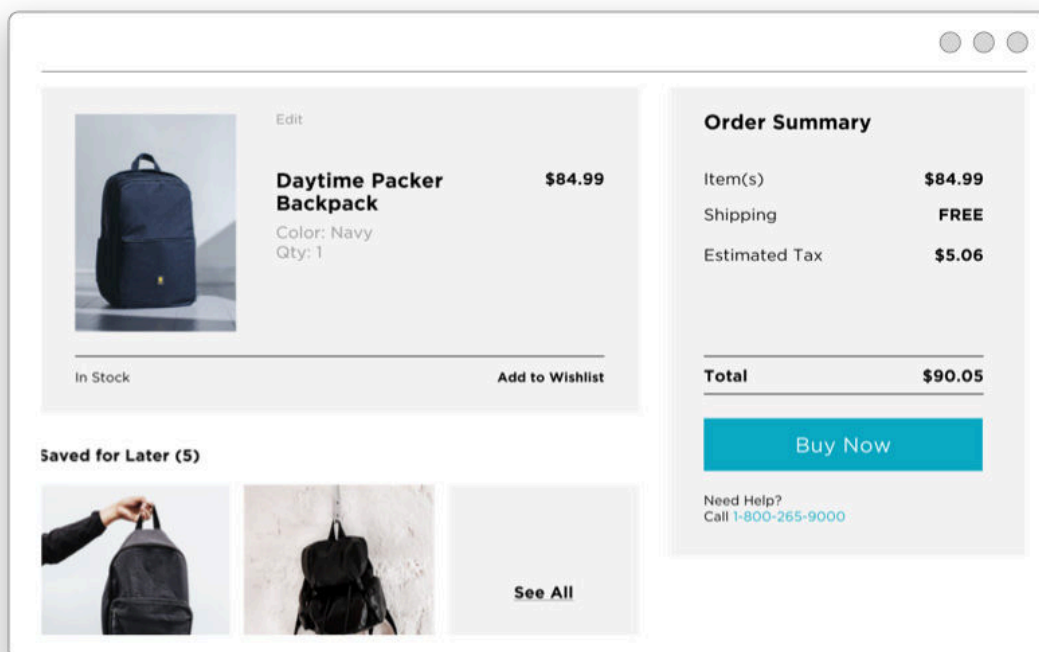 Edit
Daytime Packer
Backpack
$84.99
Color: Navy
Qty: 1
In Stock
Add to Wishlist
Saved for Later (5)
See All
Order Summary
Item(s) $84.99
Shipping FREE
Estimated Tax $5.06
Total $90.05
Buy Now
Need Help?
Call 1-800-265-9000